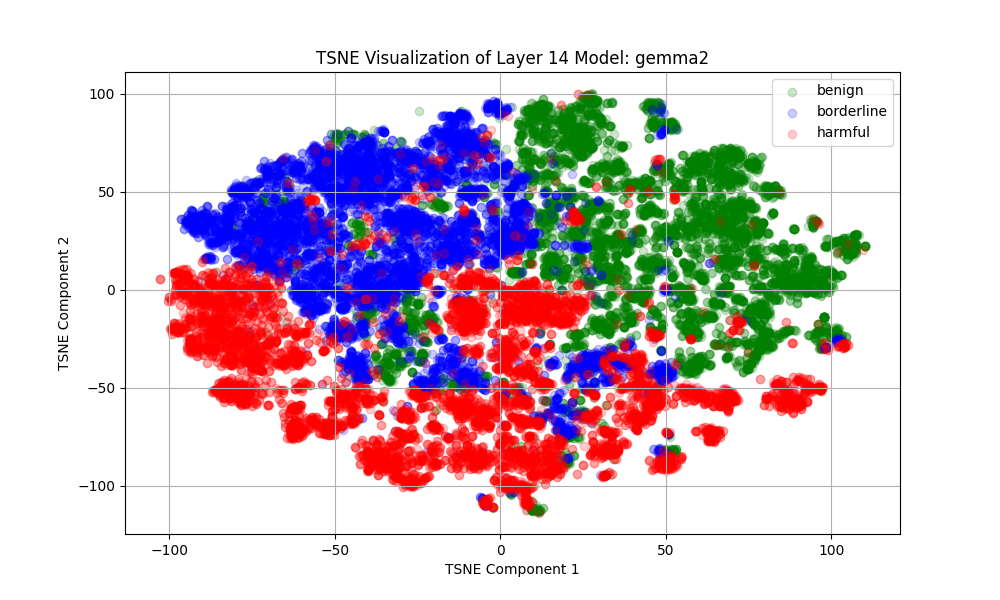 TSNE Visualization of Layer 14 Model: gemma2
benign
borderline
harmful
100
50
0
−50
−100
TSNE Component 2
−100
−50
0
50
100
TSNE Component 1